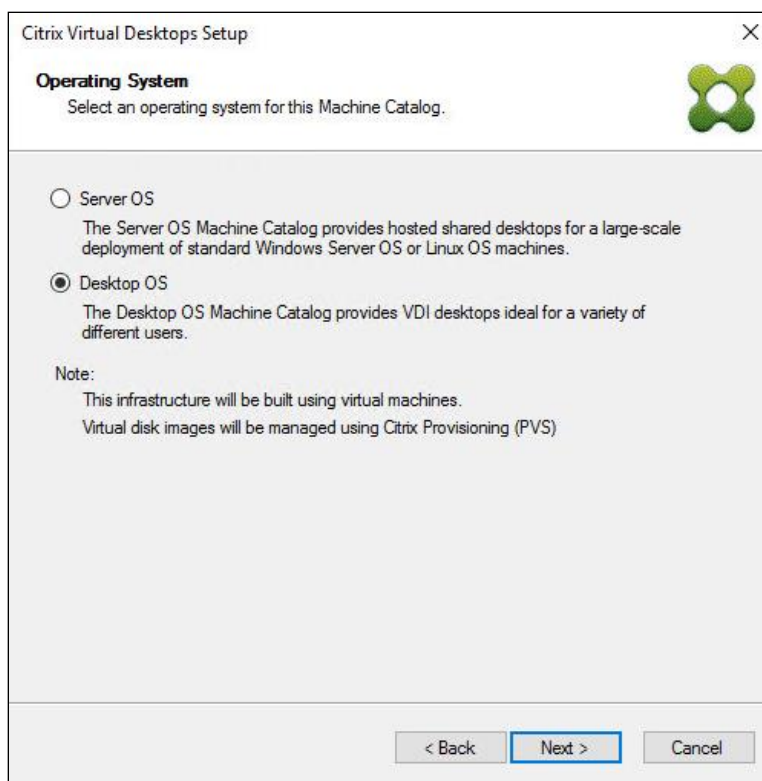 Citrix Virtual Desktops Setup
Operating System
Select an operating system for this Machine Catalog.
Server OS
The Server OS Machine Catalog provides hosted shared desktops for a large-scale
deployment of standard Windows Server OS or Linux OS machines.
Desktop OS
The Desktop OS Machine Catalog provides VDI desktops ideal for a variety of
different users.
Note:
This infrastructure will be built using virtual machines.
Virtual disk images will be managed using Citrix Provisioning (PVS)
< Back
Next >
Cancel